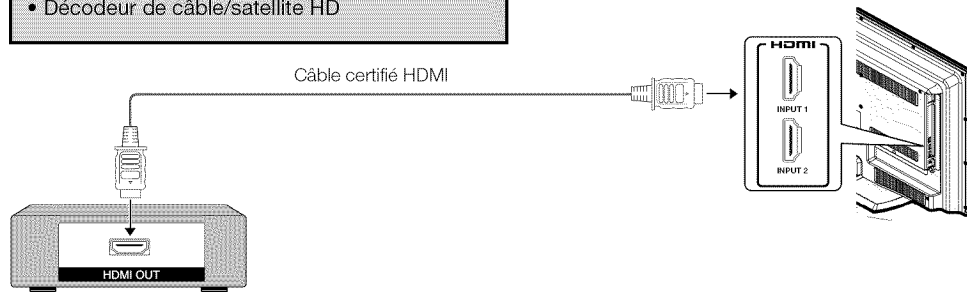 • Décodeur de câble/satellite HD
Câble certifié HDMI
HDMI
INPUT 1
INPUT 2
HDMI OUT